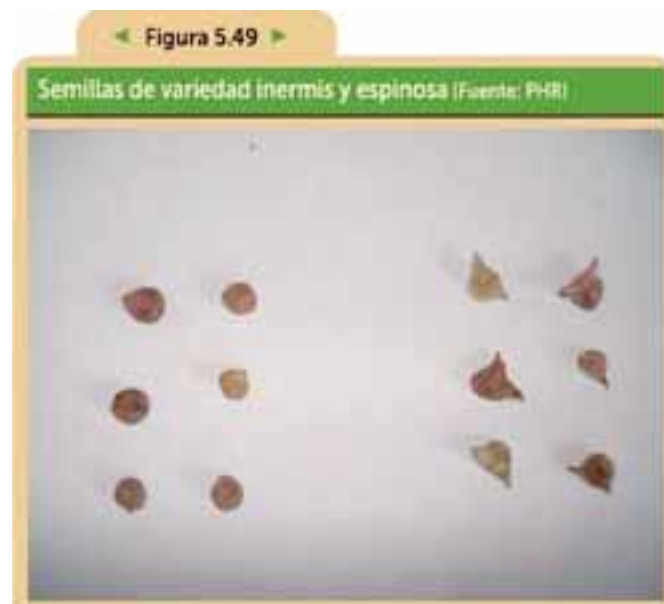 Figura 5.49
Semillas de variedad inermis y espinosa (Fuente: PHR)